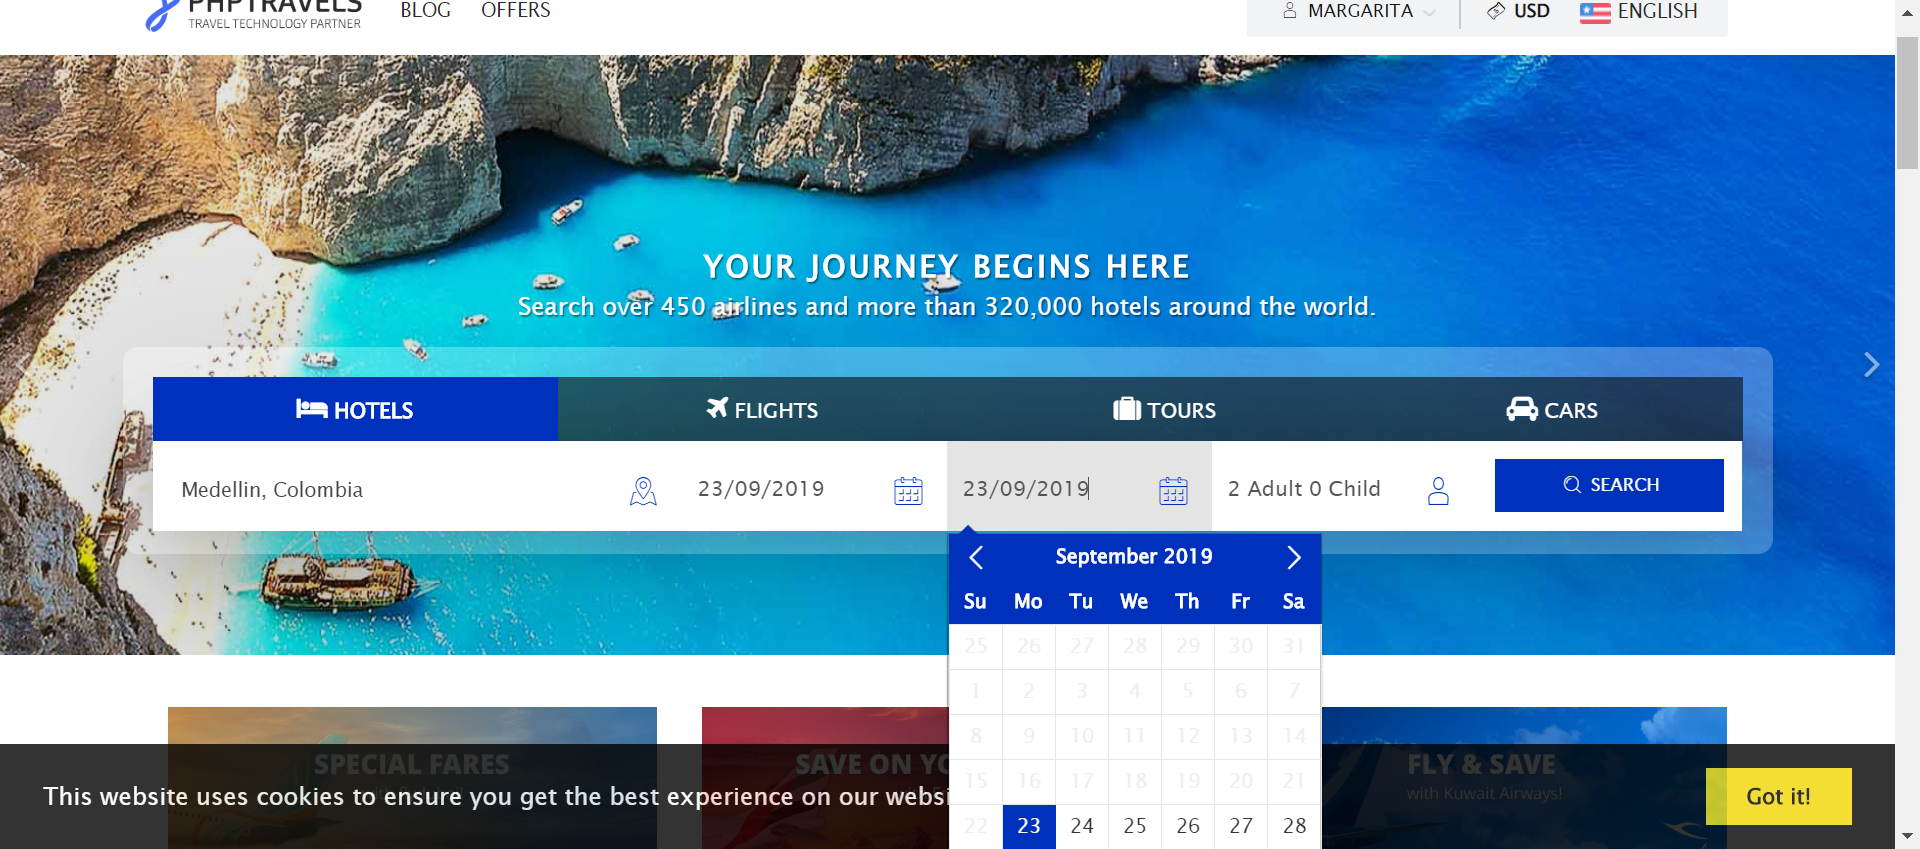 PHPTRAVELS
TRAVEL TECHNOLOGY PARTNER
BLOG OFFERS
MARGARITA USD ENGLISH
YOUR JOURNEY BEGINS HERE
Search over 450 airlines and more than 320,000 hotels around the world.
HOTELS FLIGHTS TOURS CARS
Medellin, Colombia 23/09/2019 23/09/2019 2 Adult 0 Child SEARCH
September 2019
Su Mo Tu We Th Fr Sa
25 26 27 28 29 30 31
1 2 3 4 5 6 7
8 9 10 11 12 13 14
15 16 17 18 19 20 21
22 23 24 25 26 27 28
SPECIAL FARES
SAVE ON YO
FLY & SAVE
with Kuwait Airways!
This website uses cookies to ensure you get the best experience on our websi
Got it!